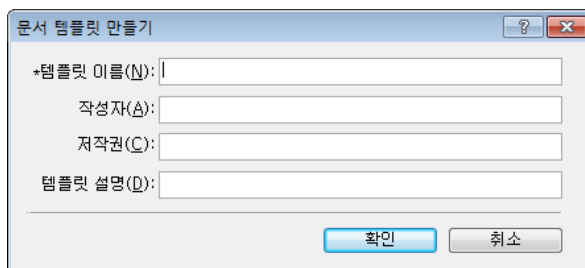 문서 템플릿 만들기
*템플릿 이름(N):
작성자(A):
저작권(C):
템플릿 설명(D):
확인 취소